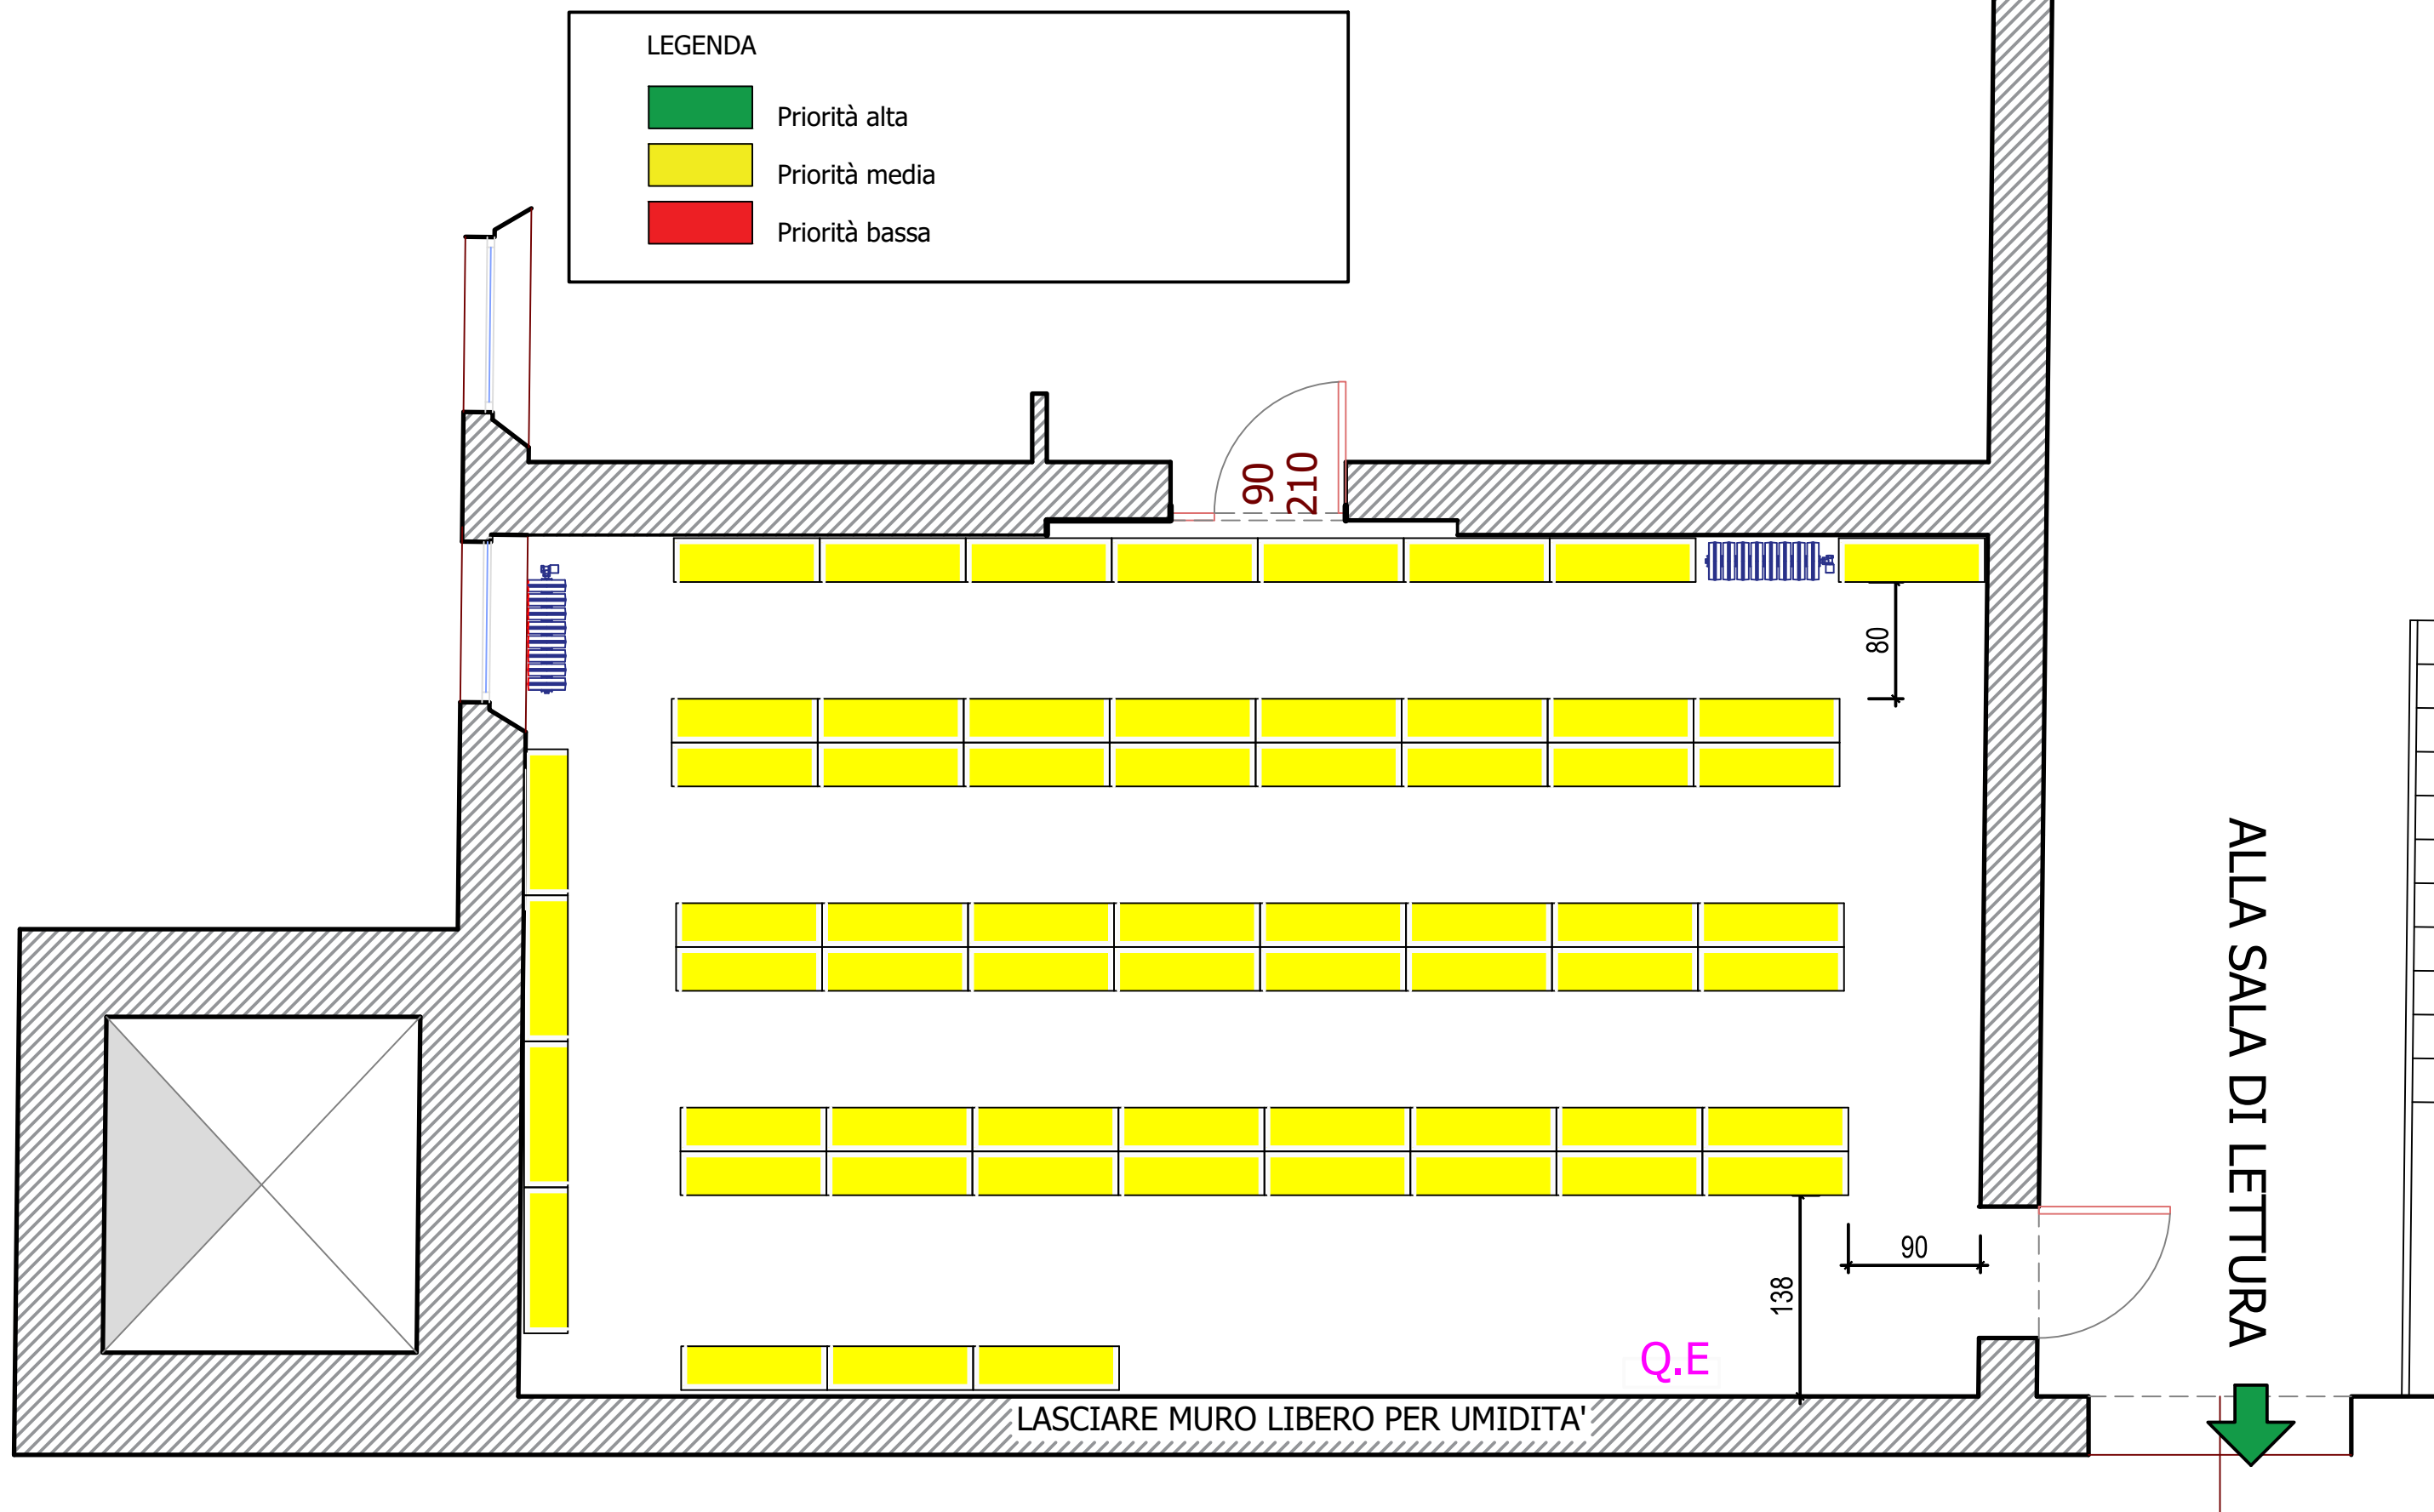 LEGENDA
Priorità alta
Priorità media
Priorità bassa
90
210
80
ALLA SALA DI LETTURA
90
138
Q.E
LASCIARE MURO LIBERO PER UMIDITA'